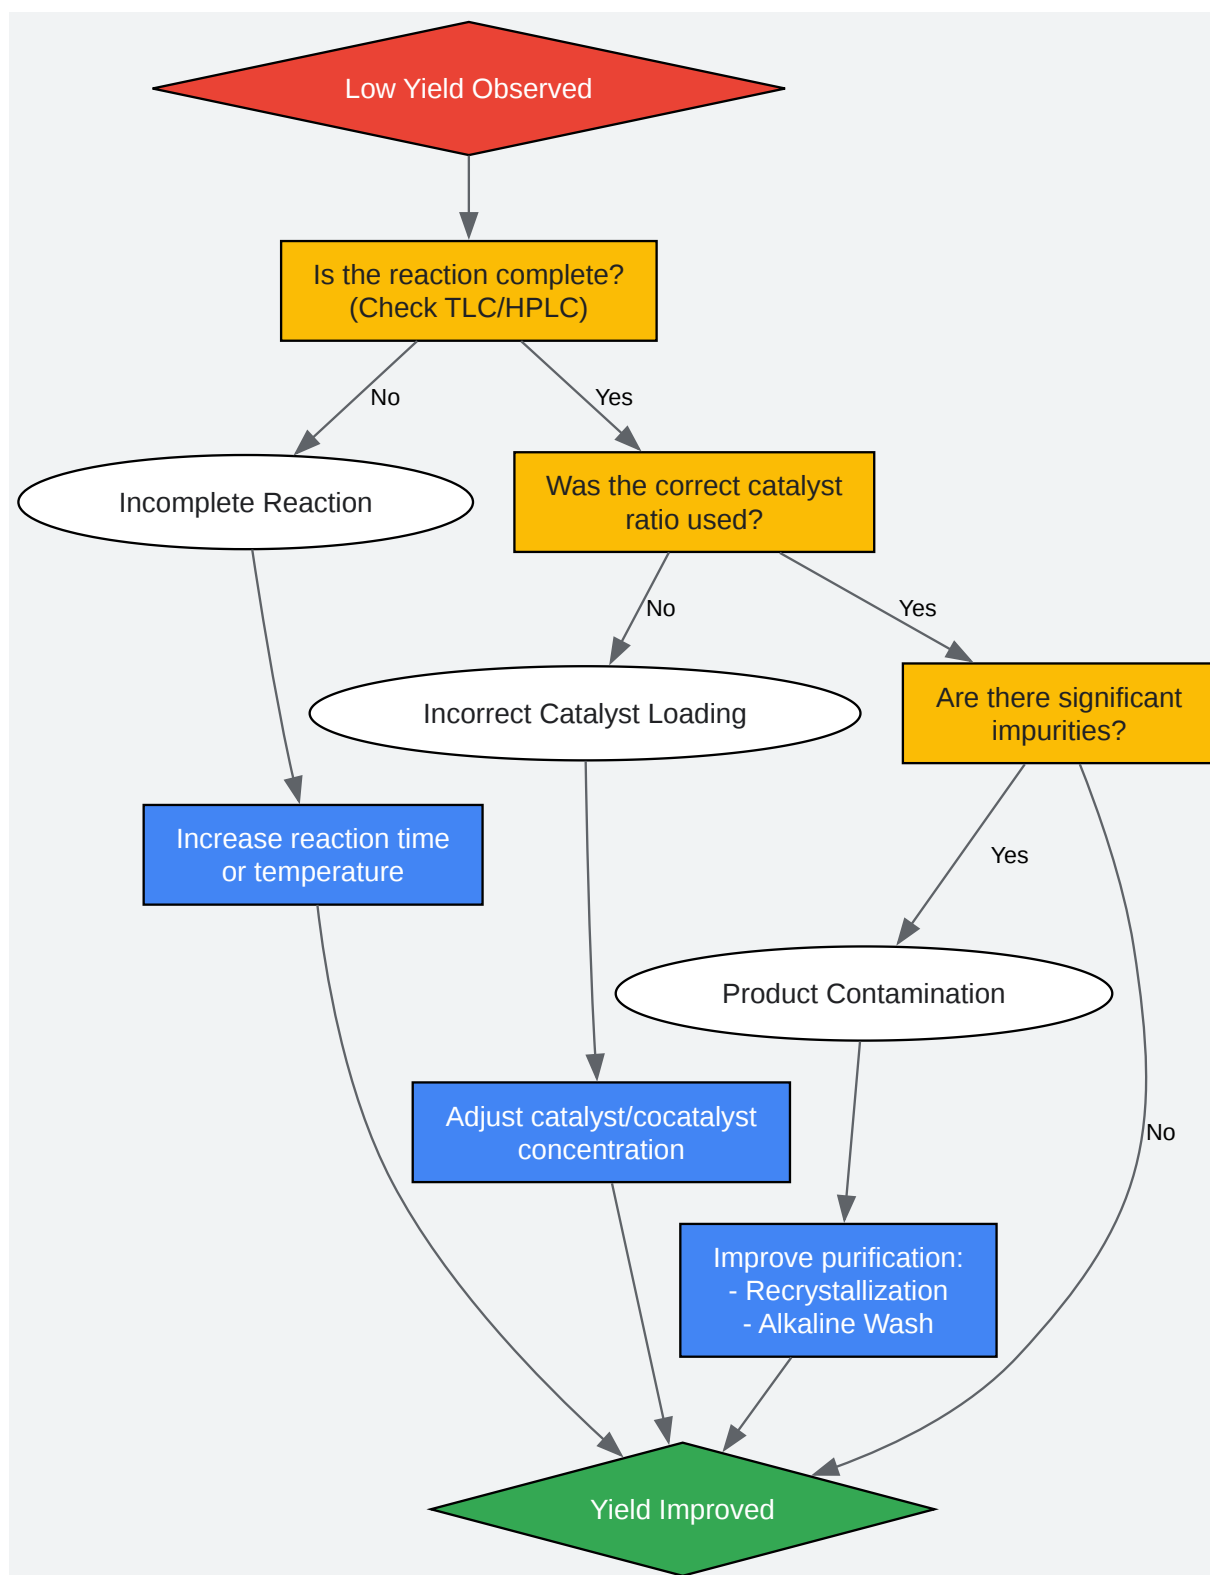 Low Yield Observed
Is the reaction complete?
(Check TLC/HPLC)
No
Yes
Incomplete Reaction
Was the correct catalyst
ratio used?
No
Yes
Incorrect Catalyst Loading
Are there significant
impurities?
Increase reaction time
or temperature
Yes
Product Contamination
Adjust catalyst/cocatalyst
concentration
No
Improve purification:
- Recrystallization
- Alkaline Wash
Yield Improved